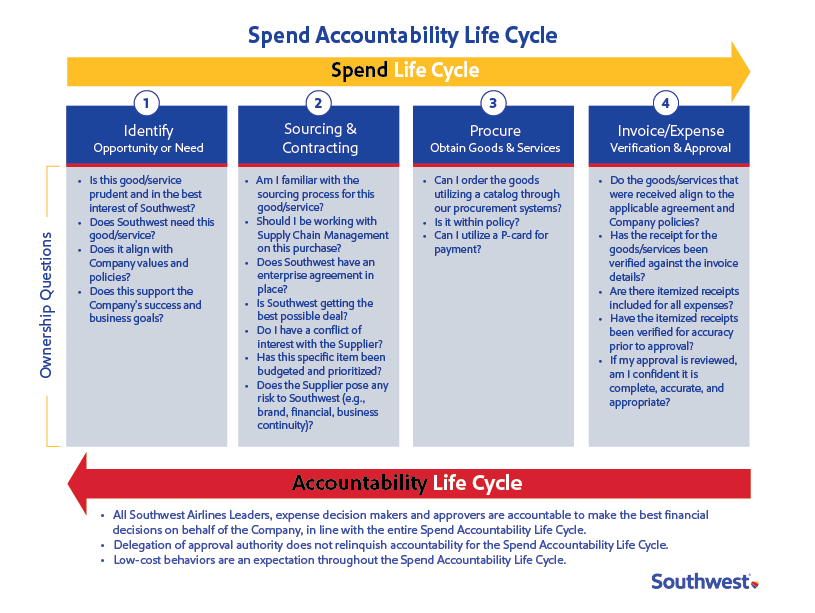 Spend Accountability Life Cycle
Spend Life Cycle
1
Identify
Opportunity or Need
• Is this good/service
prudent and in the best
interest of Southwest?
• Does Southwest need this
good/service?
• Does it align with
Company values and
policies?
• Does this support the
Company's success and
business goals?
2
Sourcing &
Contracting
• Am I familiar with the
sourcing process for this
good/service?
• Should I be working with
Supply Chain Management
on this purchase?
• Does Southwest have an
enterprise agreement in
place?
• Is Southwest getting the
best possible deal?
• Do I have a conflict of
interest with the Supplier?
• Has this specific item been
budgeted and prioritized?
• Does the Supplier pose any
risk to Southwest (e.g.,
brand, financial, business
continuity)?
3
Procure
Obtain Goods & Services
• Can I order the goods
utilizing a catalog through
our procurement systems?
• Is it within policy?
• Can I utilize a P-card for
payment?
4
Invoice/Expense
Verification & Approval
• Do the goods/services that
were received align to the
applicable agreement and
Company policies?
• Has the receipt for the
goods/services been
verified against the invoice
details?
• Are there itemized receipts
included for all expenses?
• Have the itemized receipts
been verified for accuracy
prior to approval?
• If my approval is reviewed,
am I confident it is
complete, accurate, and
appropriate?
Ownership Questions
Accountability Life Cycle
• All Southwest Airlines Leaders, expense decision makers and approvers are accountable to make the best financial
decisions on behalf of the Company, in line with the entire Spend Accountability Life Cycle.
• Delegation of approval authority does not relinquish accountability for the Spend Accountability Life Cycle.
• Low-cost behaviors are an expectation throughout the Spend Accountability Life Cycle.
Southwest